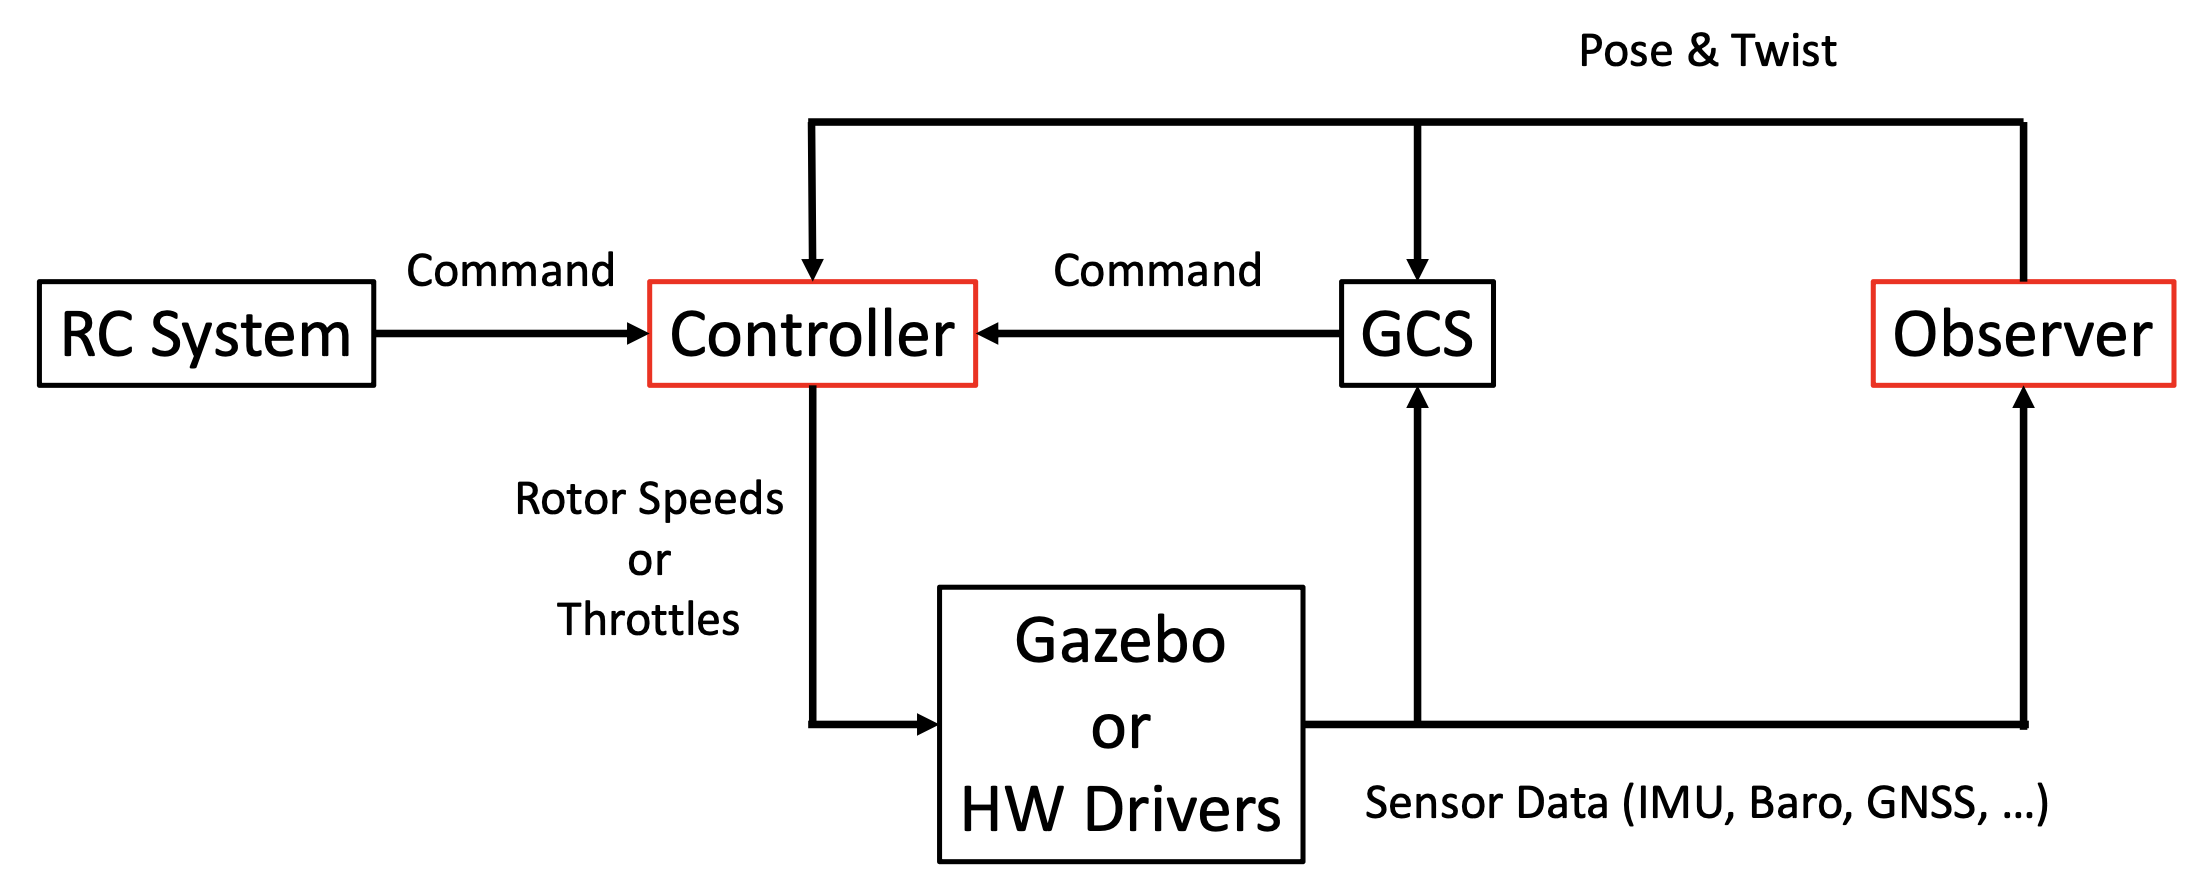 Pose & Twist
Command
Command
RC System
Controller
GCS
Observer
Rotor Speeds
or
Throttles
Gazebo
or
HW Drivers
Sensor Data (IMU, Baro, GNSS, ...)